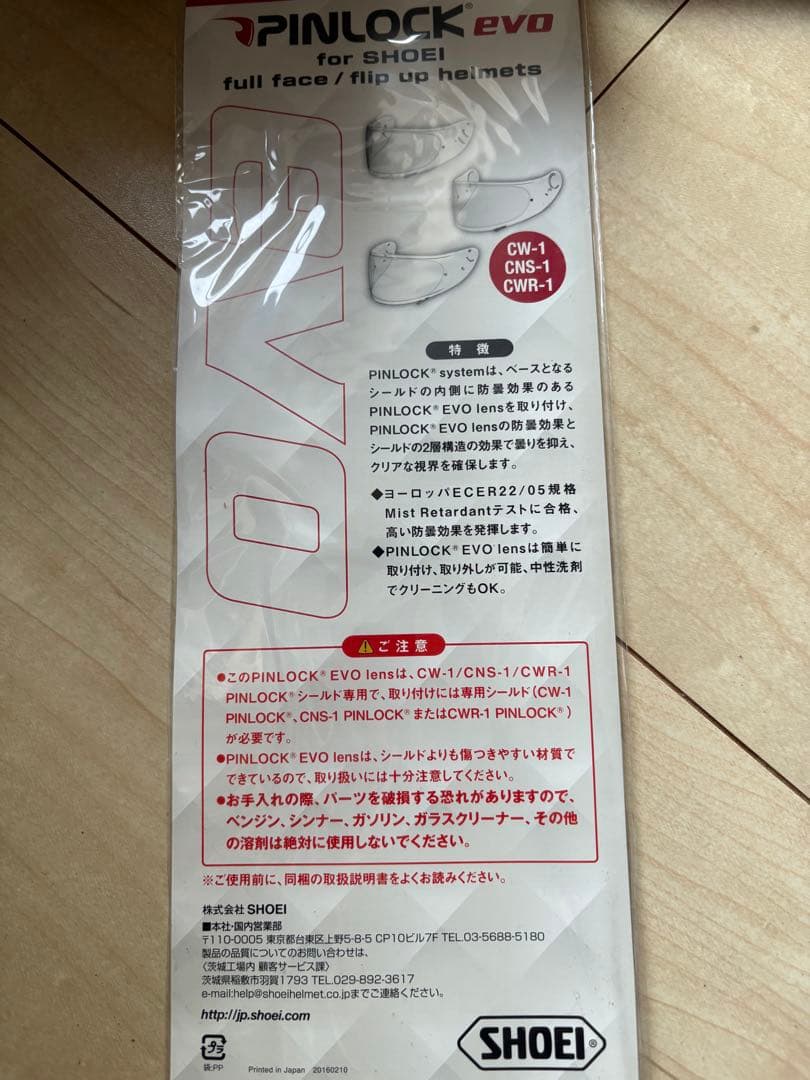 PINLOCK® evo
for SHOEI
full face / flip up helmets
EVO
CW-1
CNS-1
CWR-1
特 徴
PINLOCK® systemは、ベースとなる
シールドの内側に防曇効果のある
PINLOCK® EVO lensを取り付け、
PINLOCK® EVO lensの防曇効果と
シールドの2層構造の効果で曇りを抑え、
クリアな視界を確保します。
◆ヨーロッパECER22/05規格
Mist Retardantテストに合格、
高い防曇効果を発揮します。
◆PINLOCK® EVO lensは簡単に
取り付け、取り外しが可能、中性洗剤
でクリーニングもOK。
⚠ご注意
●このPINLOCK® EVO lensは、CW-1/CNS-1/CWR-1
PINLOCK®シールド専用で、取り付けには専用シールド(CW-1
PINLOCK®、CNS-1 PINLOCK®またはCWR-1 PINLOCK®)
が必要です。
●PINLOCK® EVO lensは、シールドよりも傷つきやすい材質で
できているので、取り扱いには十分注意してください。
●お手入れの際、パーツを破損する恐れがありますので、
ベンジン、シンナー、ガソリン、ガラスクリーナー、その他
の溶剤は絶対に使用しないでください。
※ご使用前に、同梱の取扱説明書をよくお読みください。
株式会社 SHOEI
■本社・国内営業部
〒110-0005 東京都台東区上野5-8-5 CP10ビル7F TEL.03-5688-5180
製品の品質についてのお問い合わせは、
〈茨城工場内 顧客サービス課〉
茨城県稲敷市羽賀1793 TEL.029-892-3617
e-mail:help@shoeihelmet.co.jpまでご連絡ください。
http://jp.shoei.com
プラ
袋:PP
Printed in Japan 20160210
SHOEI®